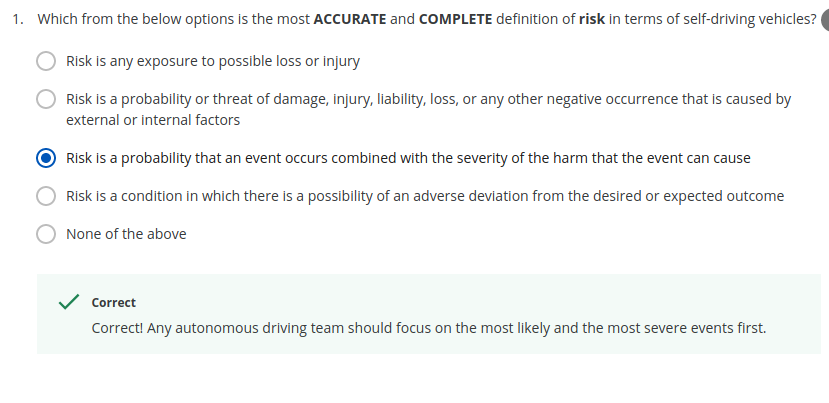 1. Which from the below options is the most ACCURATE and COMPLETE definition of risk in terms of self-driving vehicles?
Risk is any exposure to possible loss or injury
Risk is a probability or threat of damage, injury, liability, loss, or any other negative occurrence that is caused by
external or internal factors
Risk is a probability that an event occurs combined with the severity of the harm that the event can cause
Risk is a condition in which there is a possibility of an adverse deviation from the desired or expected outcome
None of the above
Correct
Correct! Any autonomous driving team should focus on the most likely and the most severe events first.